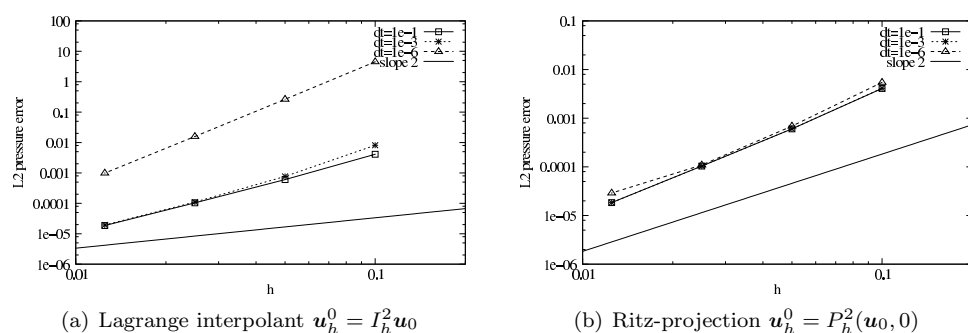 100
10
1
0.1
0.01
0.001
0.0001
1e-05
1e-06
L2 pressure error
0.01
0.1
h
dt=1e-1
dt=1e-3
dt=1e-6
slope 2
(a) Lagrange interpolant u_h^0 = I_h^2 u_0
0.1
0.01
0.001
0.0001
1e-05
1e-06
L2 pressure error
0.01
0.1
h
dt=1e-1
dt=1e-3
dt=1e-6
slope 2
(b) Ritz-projection u_h^0 = P_h^2(u_0, 0)